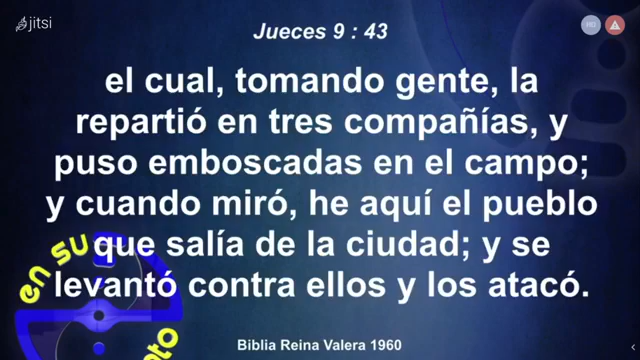 jitsi
Jueces 9 : 43
el cual, tomando gente, la
repartió en tres compañías, y
puso emboscadas en el campo;
y cuando miró, he aquí el pueblo
que salía de la ciudad; y se
levantó contra ellos y los atacó.
en su
Biblia Reina Valera 1960